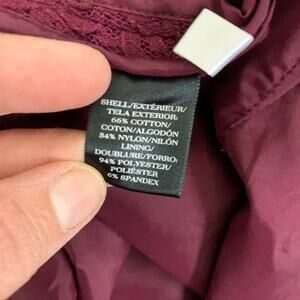 SHELL/EXTÉRIEUR/
TELA EXTERIOR:
66% COTTON/
COTON/ALGODÓN
34% NYLON/NILÓN
LINING/
DOUBLURE/FORRO:
94% POLYESTER/
POLIÉSTER
6% SPANDEX